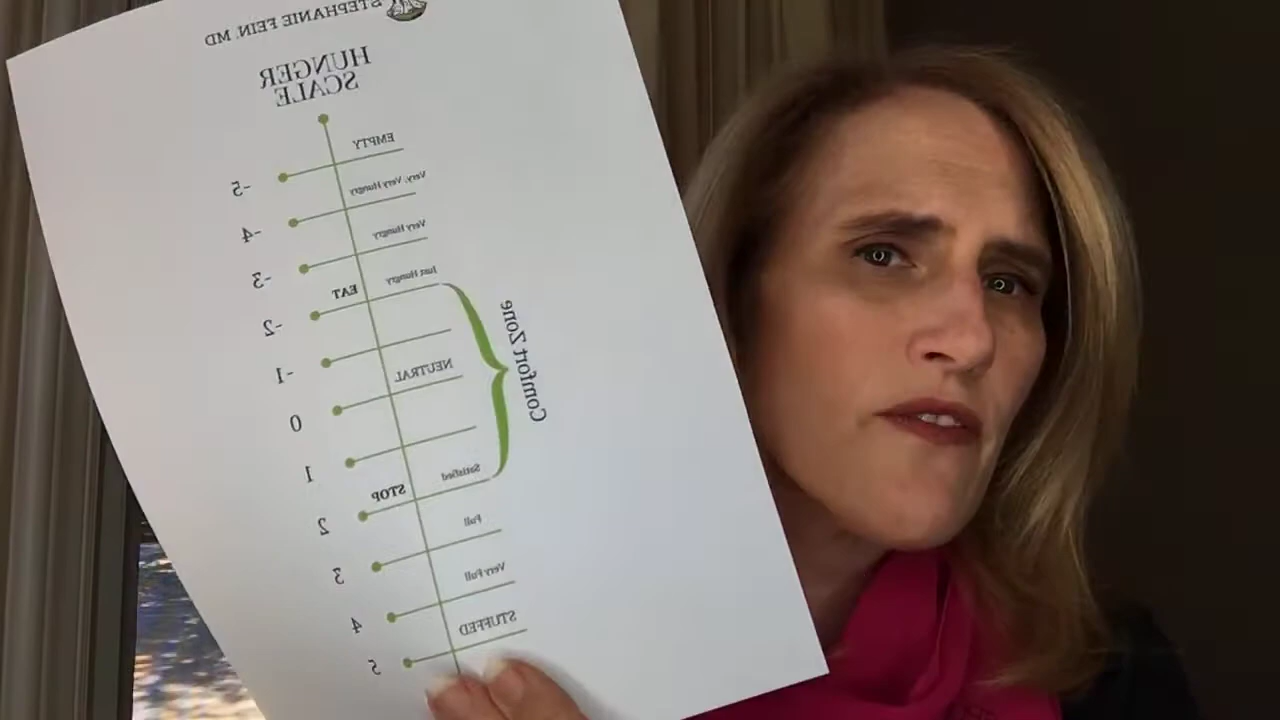 STEPHANIE FEIN, MD
HUNGER
SCALE
EMPTY
-5
Very, Very Hungry
-4
Very Hungry
-3
Just Hungry
EAT
-2
-1
NEUTRAL
0
Comfort Zone
1
Satisfied
STOP
2
Full
3
Very Full
4
STUFFED
5